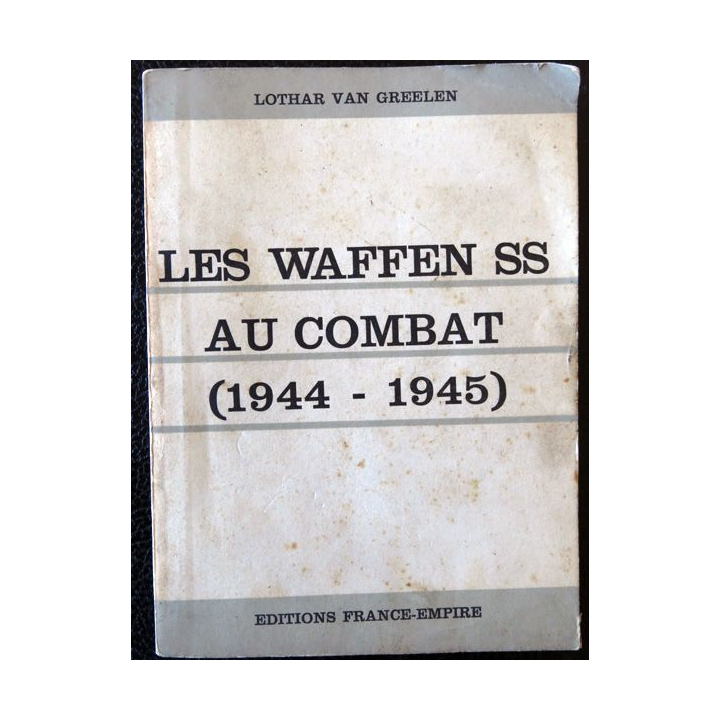 LOTHAR VAN GREELEN
LES WAFFEN SS
AU COMBAT
(1944 - 1945)
EDITIONS FRANCE-EMPIRE